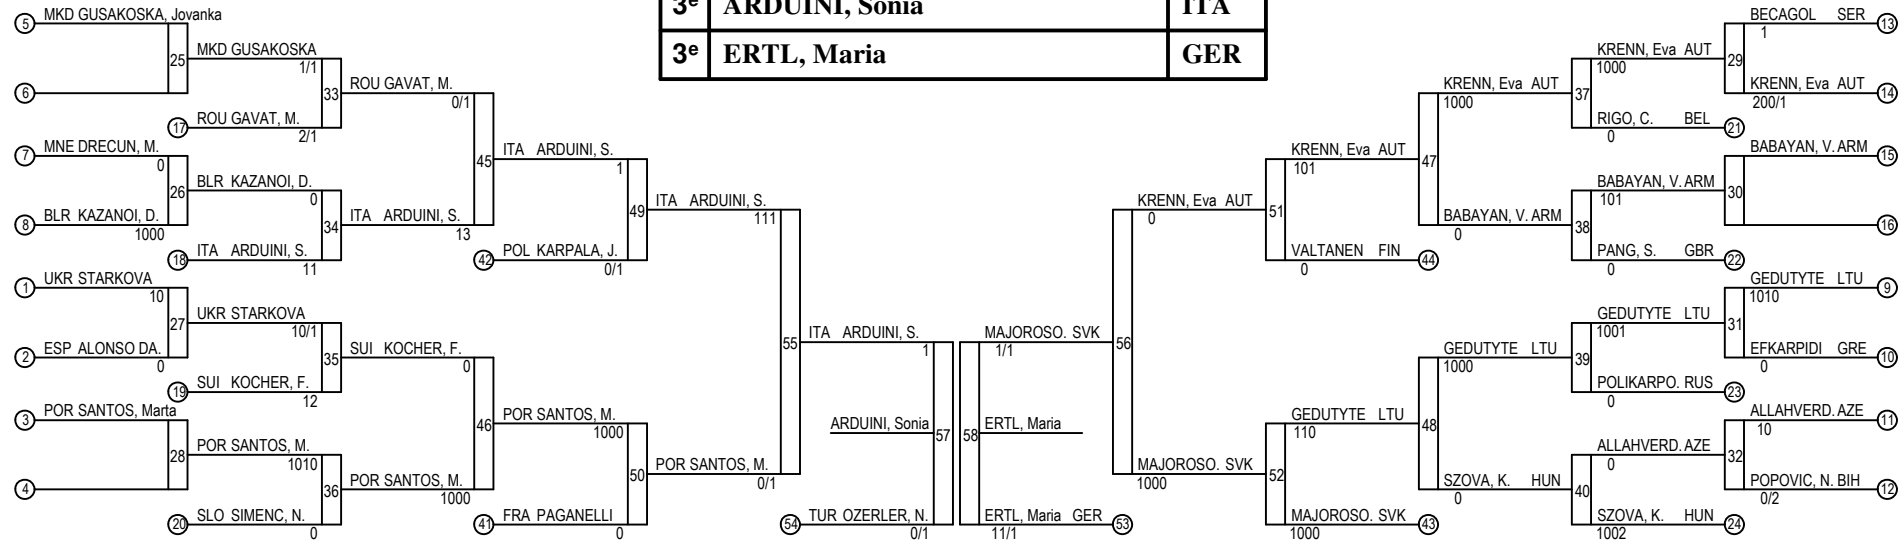 3e ARDUINI, Sonia ITA
3e ERTL, Maria GER
5 MKD GUSAKOSKA, Jovanka
25 MKD GUSAKOSKA
1/1
6
33 ROU GAVAT, M.
0/1
17 ROU GAVAT, M.
2/1
7 MNE DRECUN, M.
0
45 ITA ARDUINI, S.
1
26 BLR KAZANOI, D.
0
8 BLR KAZANOI, D.
1000
34 ITA ARDUINI, S.
13
49 ITA ARDUINI, S.
111
18 ITA ARDUINI, S.
11
42 POL KARPALA, J.
0/1
1 UKR STARKOVA
10
27 UKR STARKOVA
10/1
2 ESP ALONSO DA.
0
35 SUI KOCHER, F.
0
55 ITA ARDUINI, S.
1
19 SUI KOCHER, F.
12
3 POR SANTOS, Marta
46 POR SANTOS, M.
1000
28 POR SANTOS, M.
1010
4
36 POR SANTOS, M.
1000
50 POR SANTOS, M.
0/1
20 SLO SIMENC, N.
0
41 FRA PAGANELLI
0
54 TUR OZERLER, N.
0/1
ARDUINI, Sonia 57
58 ERTL, Maria
BECAGOL SER 13
1
KRENN, Eva AUT 29
1000
KRENN, Eva AUT 14
200/1
KRENN, Eva AUT 37
1000
RIGO, C. BEL 21
0
BABAYAN, V. ARM 15
KRENN, Eva AUT 47
101
BABAYAN, V. ARM 30
101
16
KRENN, Eva AUT 51
0
BABAYAN, V. ARM 38
0
VALTANEN FIN 44
0
PANG, S. GBR 22
0
GEDUTYTE LTU 9
1010
GEDUTYTE LTU 31
1001
MAJOROSO. SVK 56
1/1
GEDUTYTE LTU 39
1000
EFKARPIDI GRE 10
0
POLIKARPO. RUS 23
0
GEDUTYTE LTU 48
110
ALLAHVERD. AZE 11
10
ALLAHVERD. AZE 32
0
MAJOROSO. SVK 52
1000
SZOVA, K. HUN 40
0
POPOVIC, N. BIH 12
0/2
ERTL, Maria GER 53
11/1
MAJOROSO. SVK 43
1000
SZOVA, K. HUN 24
1002